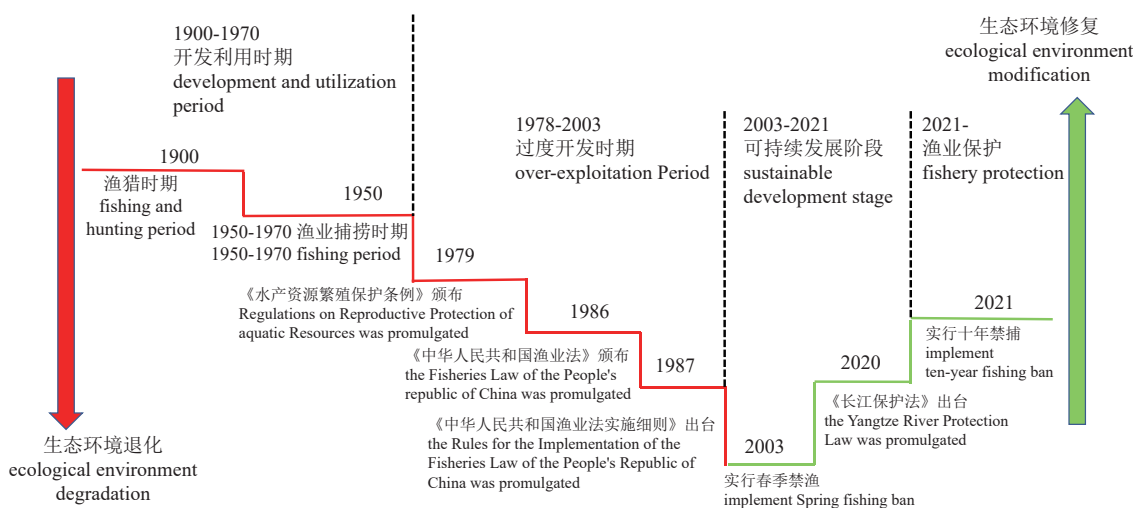 1900-1970
开发利用时期
development and utilization
period
1978-2003
过度开发时期
over-exploitation Period
2003-2021
可持续发展阶段
sustainable
development stage
2021-
渔业保护
fishery protection
生态环境修复
ecological environment
modification
1900
渔猎时期
fishing and
hunting period
1950
1950-1970 渔业捕捞时期
1950-1970 fishing period
1979
《水产资源繁殖保护条例》颁布
Regulations on Reproductive Protection of
aquatic Resources was promulgated
1986
《中华人民共和国渔业法》颁布
the Fisheries Law of the People's
republic of China was promulgated
1987
《中华人民共和国渔业法实施细则》出台
the Rules for the Implementation of the
Fisheries Law of the People's Republic of
China was promulgated
2003
实行春季禁渔
implement Spring fishing ban
2020
《长江保护法》出台
the Yangtze River Protection
Law was promulgated
2021
实行十年禁捕
implement
ten-year fishing ban
生态环境退化
ecological environment
degradation